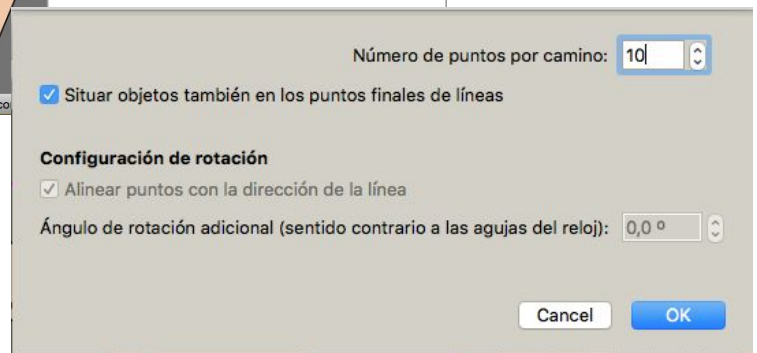 Número de puntos por camino: 10
Situar objetos también en los puntos finales de líneas
co
Configuración de rotación
Alinear puntos con la dirección de la línea
Ángulo de rotación adicional (sentido contrario a las agujas del reloj): 0,0 º
Cancel OK